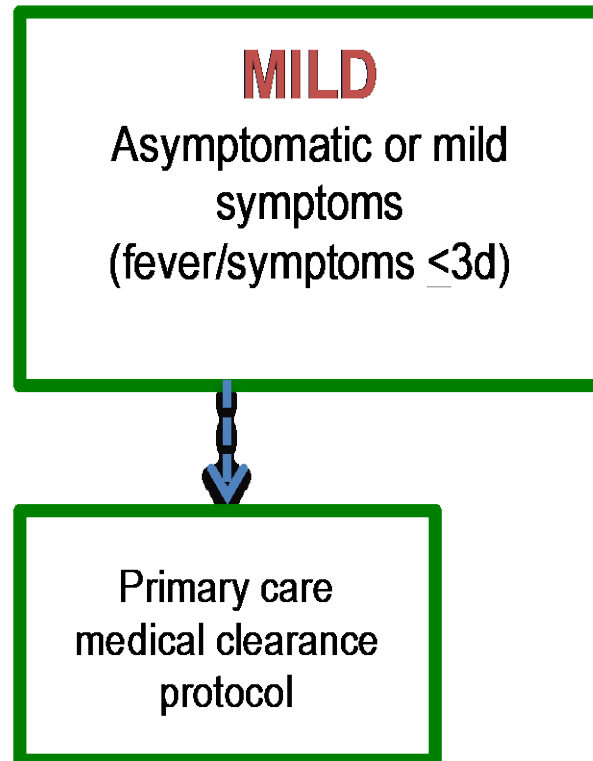 MILD
Asymptomatic or mild
symptoms
(fever/symptoms <3d)
Primary care
medical clearance
protocol